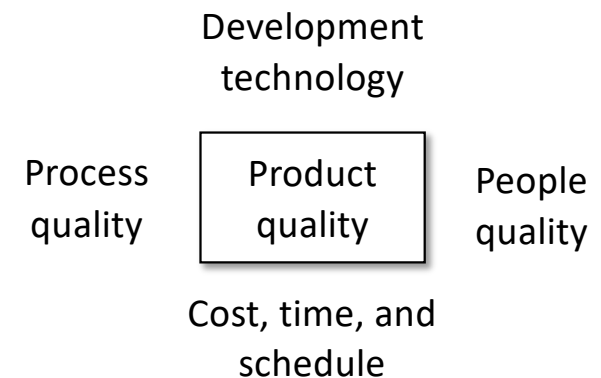 Development
technology
Process
quality
Product
quality
People
quality
Cost, time, and
schedule